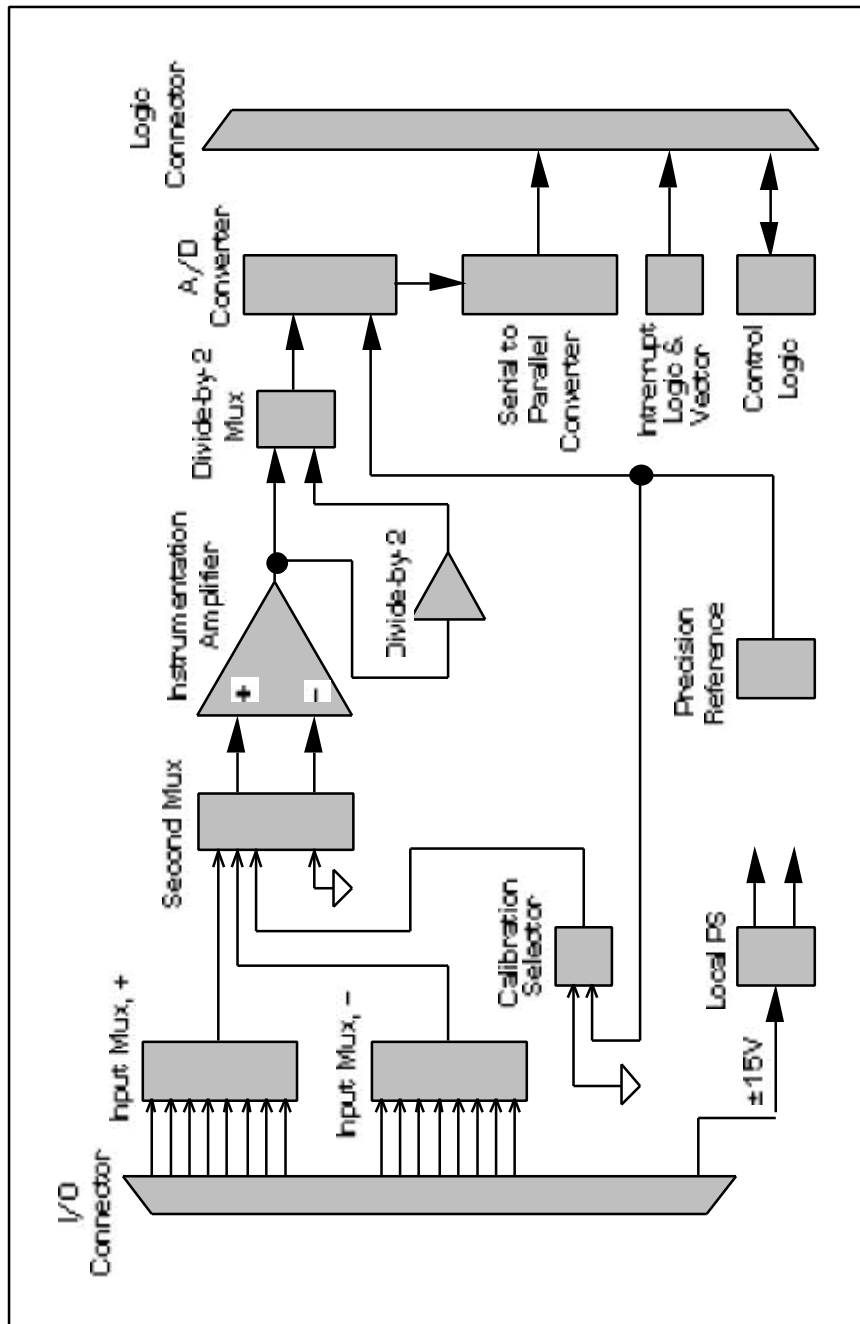 I/O
Connector
Input Mux, +
Input Mux, -
Second Mux
Instrumentation
Amplifier
+
-
Divide-by-2
Divide-by-2
Mux
A/D
Converter
Logic
Connector
Calibration
Selector
Serial to
Parallel
Converter
Intrerrupt
Logic &
Vector
Control
Logic
±15V
Local PS
Precision
Reference